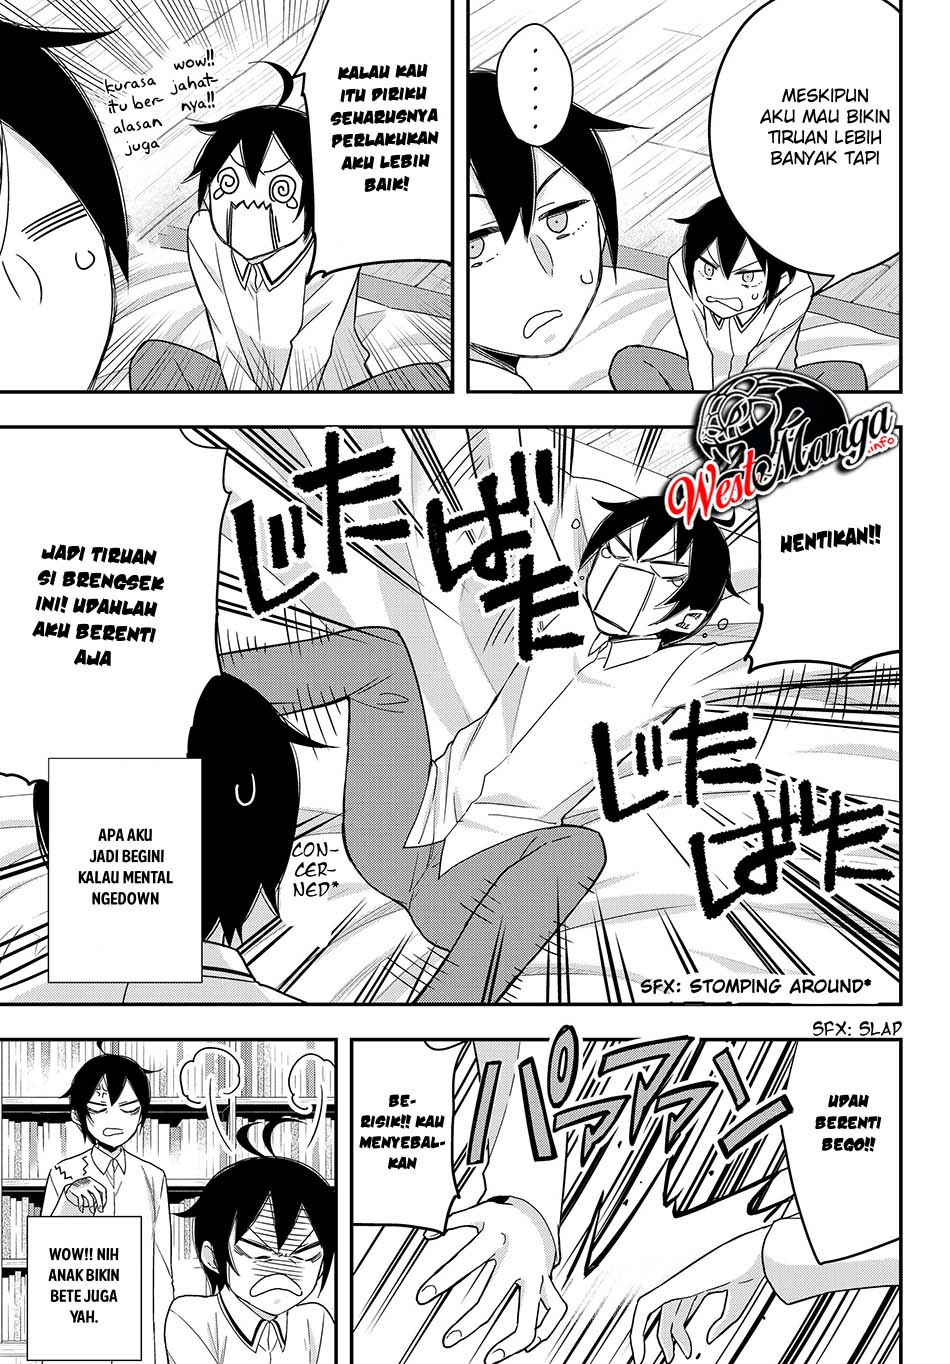 MESKIPUN
AKU MAU BIKIN
TIRUAN LEBIH
BANYAK TAPI
......
KALAU KAU
ITU DIRIKU
SEHARUSNYA
PERLAKUKAN
AKU LEBIH
BAIK!
wow!!
jahat-
nya!!
kurasa
itu ber-
alasan
juga
WestManga
.info
HENTIKAN!!
じたばた
じたばた
JADI TIRUAN
SI BRENGSEK
INI! UDAHLAH
AKU BERENTI
AJA
APA AKU
JADI BEGINI
KALAU MENTAL
NGEDOWN
CON-
CER-
NED*
SFX: STOMPING AROUND*
SFX: SLAP
UDAH
BERENTI
BEGO!!
パァァァン
BE-
RISIK!! KAU
MENYEBAL-
KAN
WOW!! NIH
ANAK BIKIN
BETE JUGA
YAH.